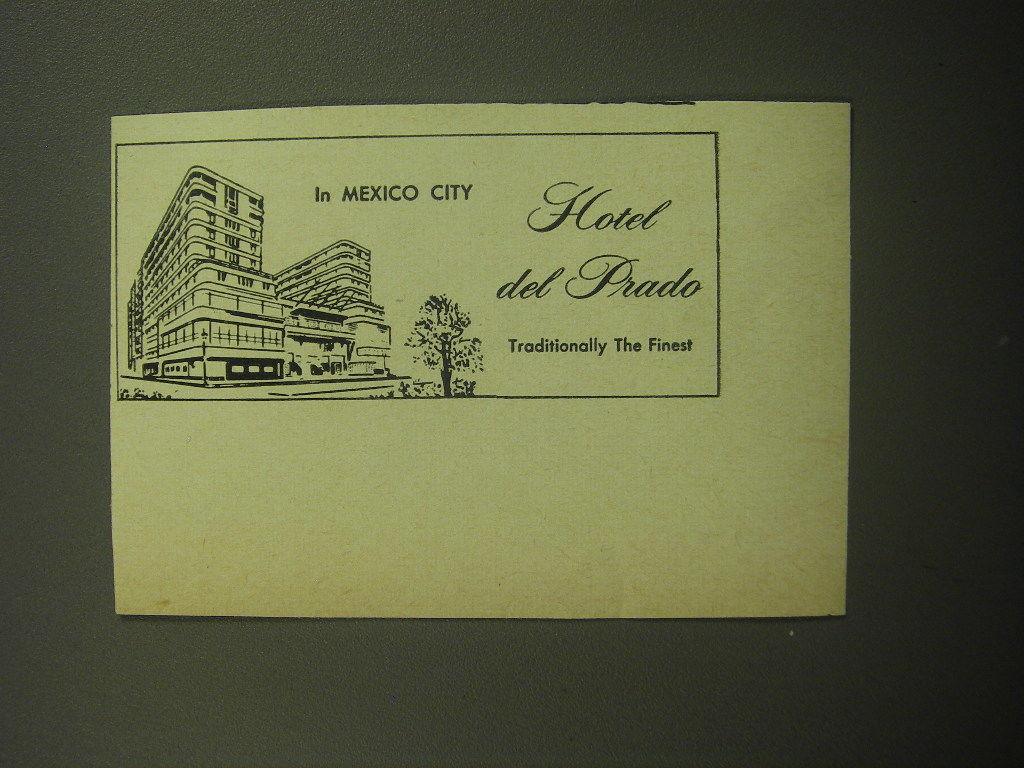 In MEXICO CITY
Hotel
del Prado
Traditionally The Finest